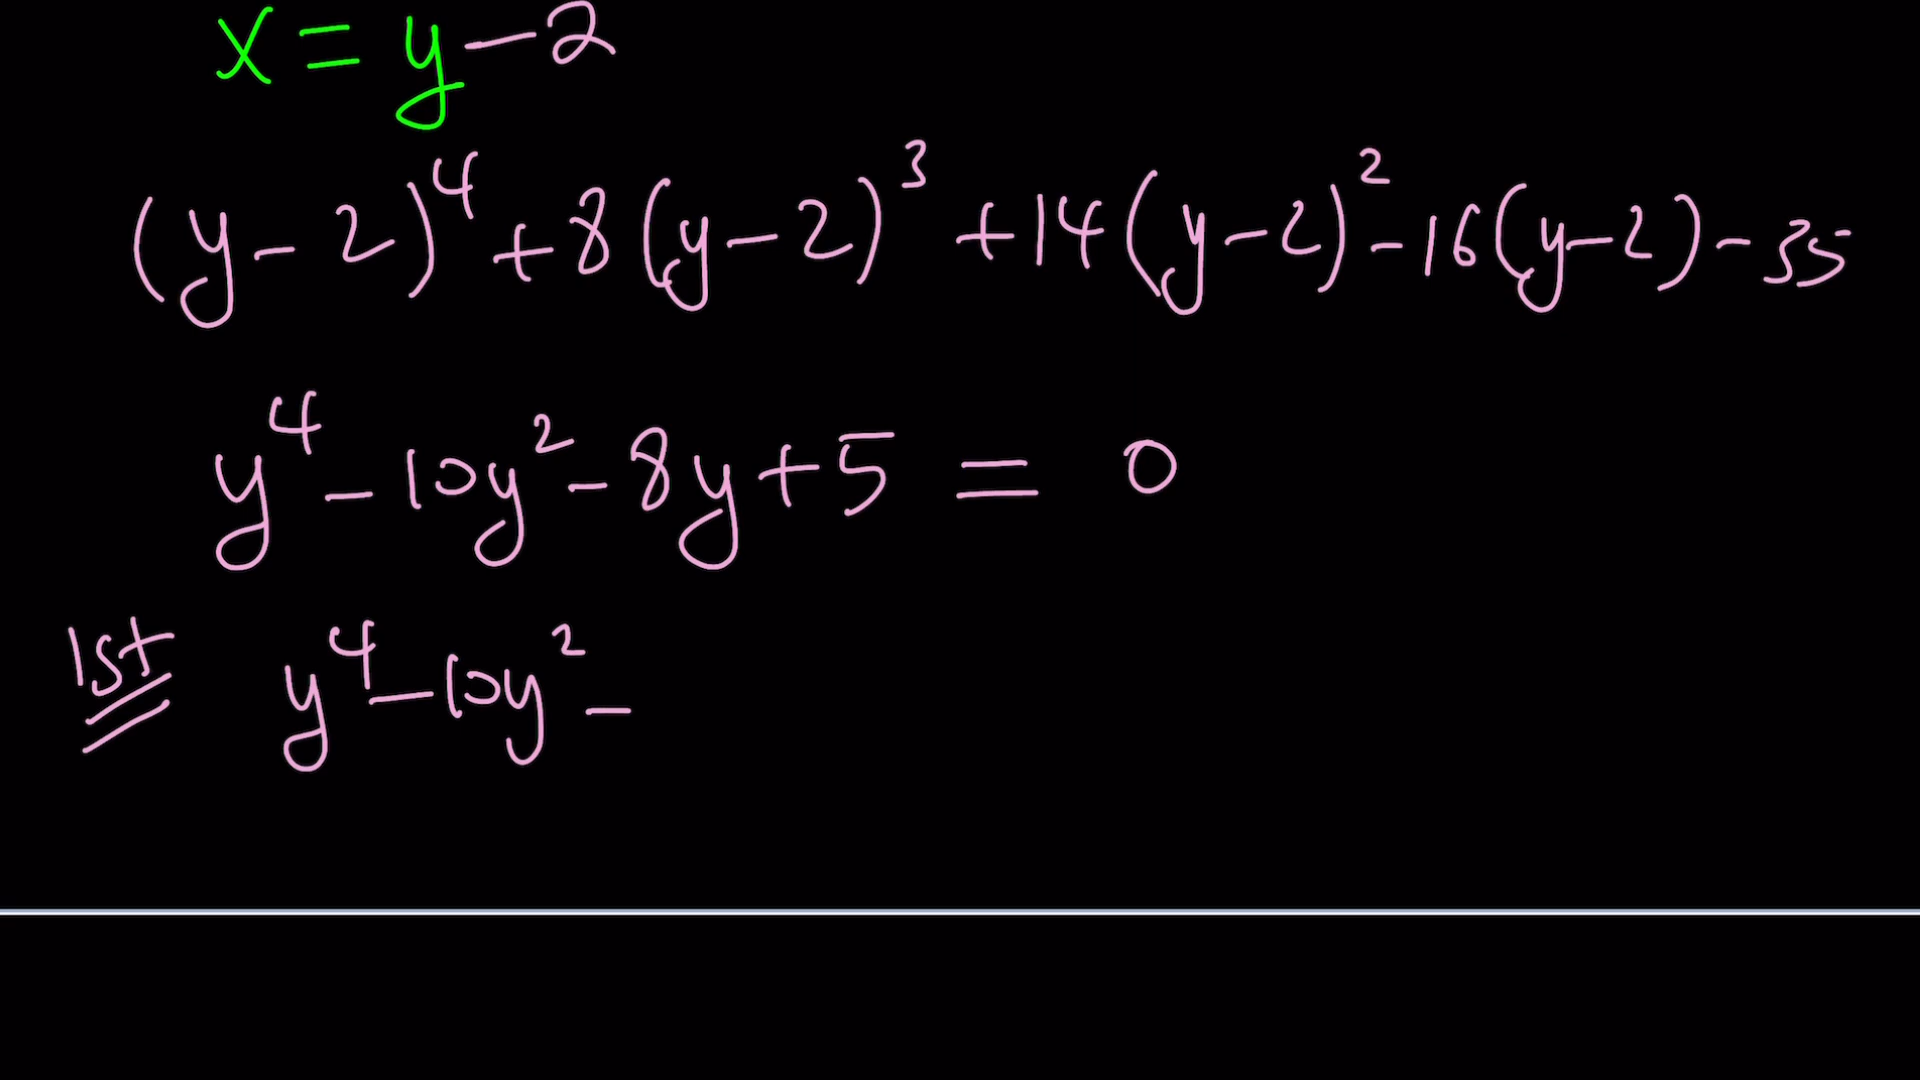 x = y - 2
(y - 2)⁴ + 8(y - 2)³ + 14(y - 2)² - 16(y - 2) - 35
y⁴ - 10y² - 8y + 5 = 0
1st y⁴ - 10y² -